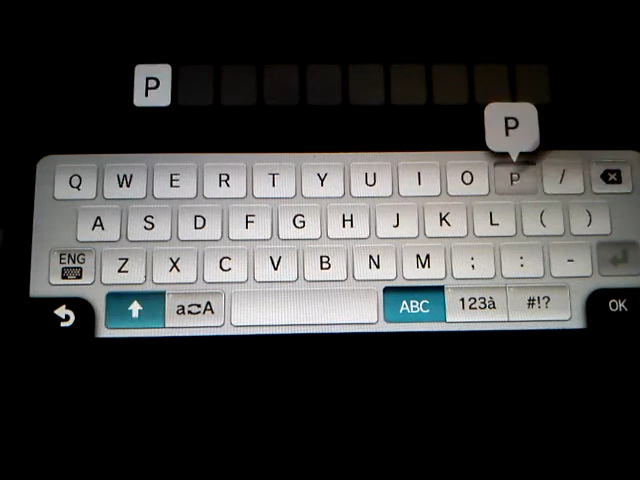 P
P
Q W E R T Y U I O P /
A S D F G H J K L ( )
ENG Z X C V B N M ; : -
a A ABC 123à #!? OK